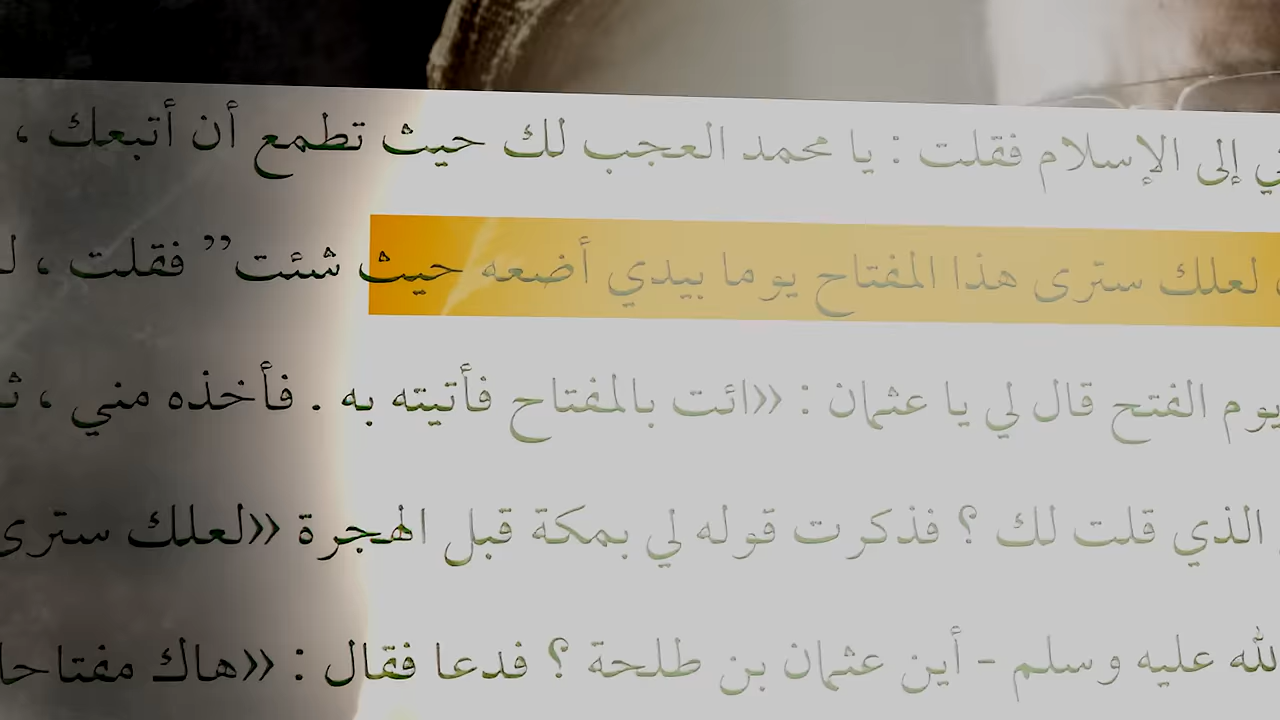 إلى الإسلام فقلت : يا محمد العجب لك حيث تطمع أن أتبعك ،
لعلك سترى هذا المفتاح يوما بيدي أضعه حيث شئت” فقلت ،
يوم الفتح قال لي يا عثمان : «ائت بالمفتاح فأتيته به . فأخذه مني ،
الذي قلت لك ؟ فذكرت قوله لي بمكة قبل الهجرة «لعلك سترى
لله عليه وسلم - أين عثمان بن طلحة ؟ فدعا فقال : «هاك مفتاحك